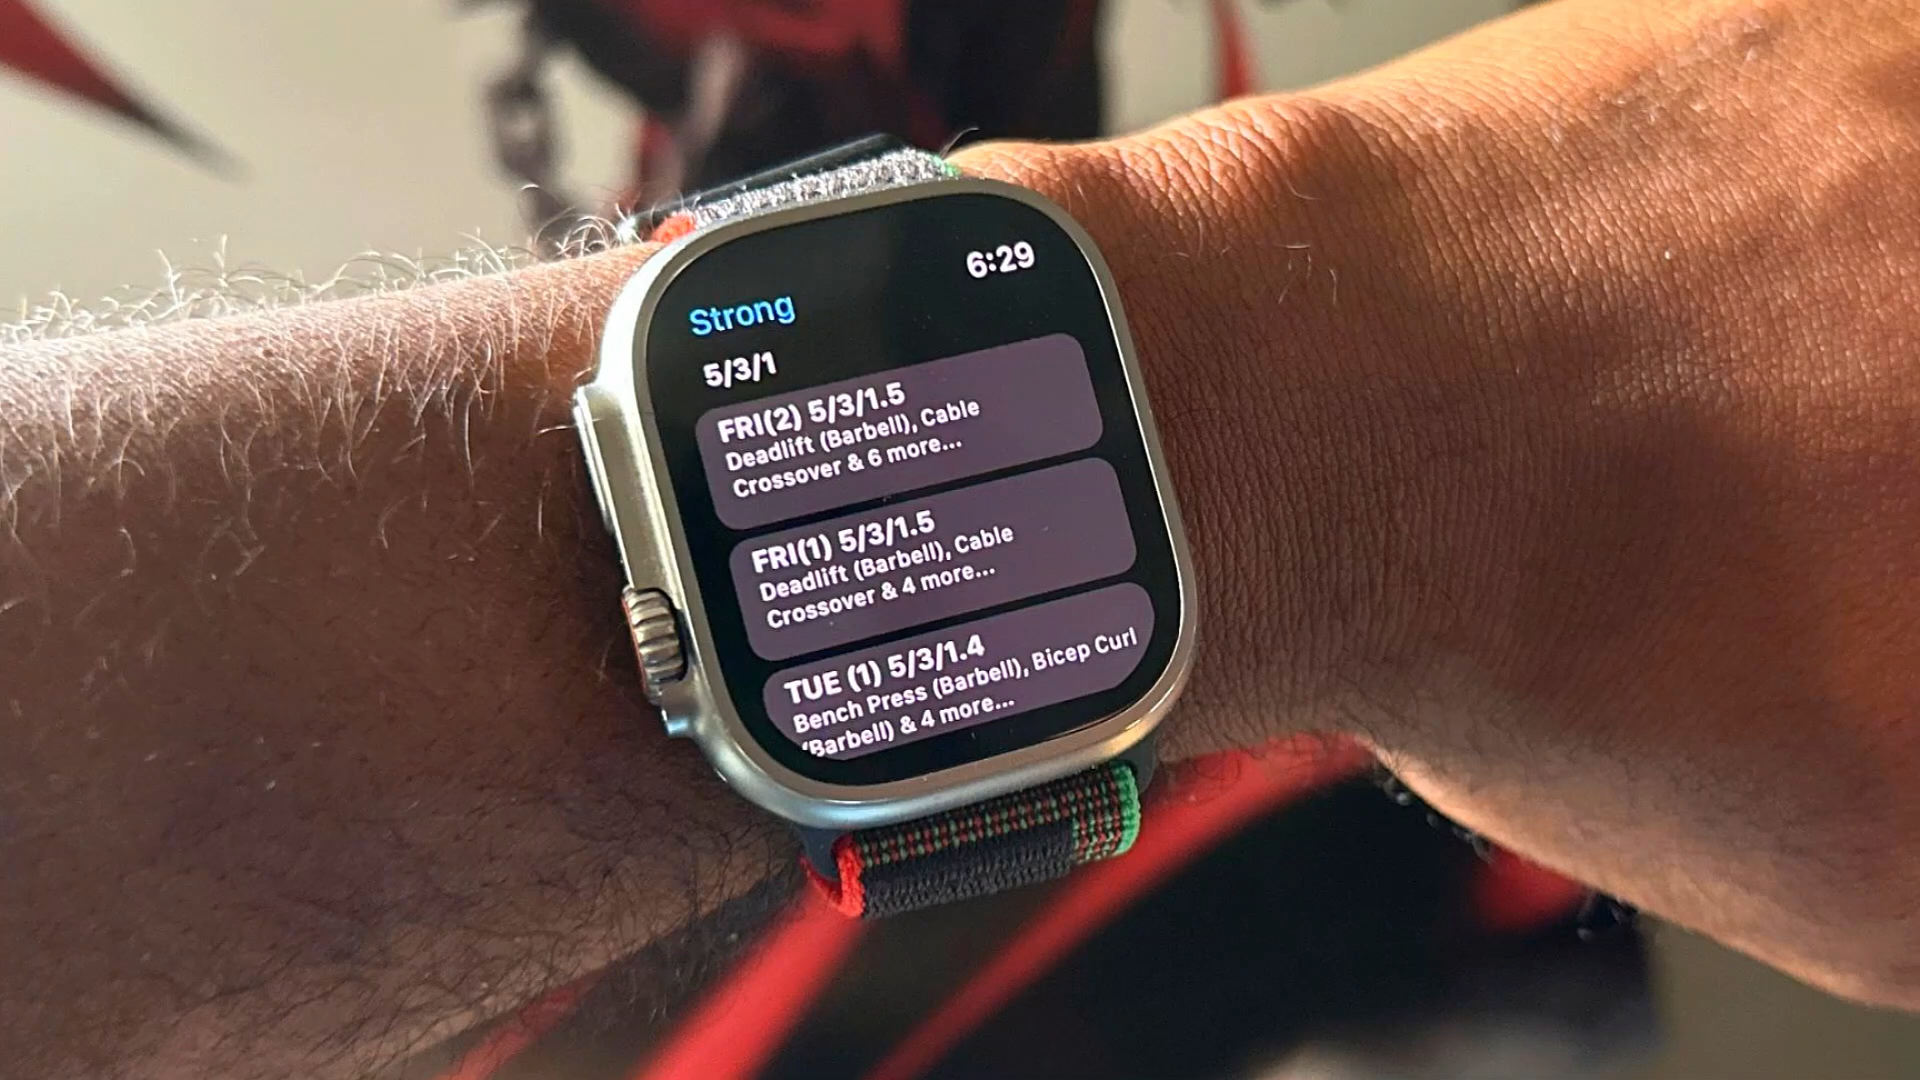 6:29
Strong
5/3/1
FRI(2) 5/3/1.5
Deadlift (Barbell), Cable
Crossover & 6 more...
FRI(1) 5/3/1.5
Deadlift (Barbell), Cable
Crossover & 4 more...
TUE (1) 5/3/1.4
Bench Press (Barbell), Bicep Curl
(Barbell) & 4 more...